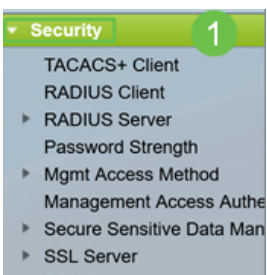 Security 1
TACACS+ Client
RADIUS Client
RADIUS Server
Password Strength
Mgmt Access Method
Management Access Authe
Secure Sensitive Data Man
SSL Server